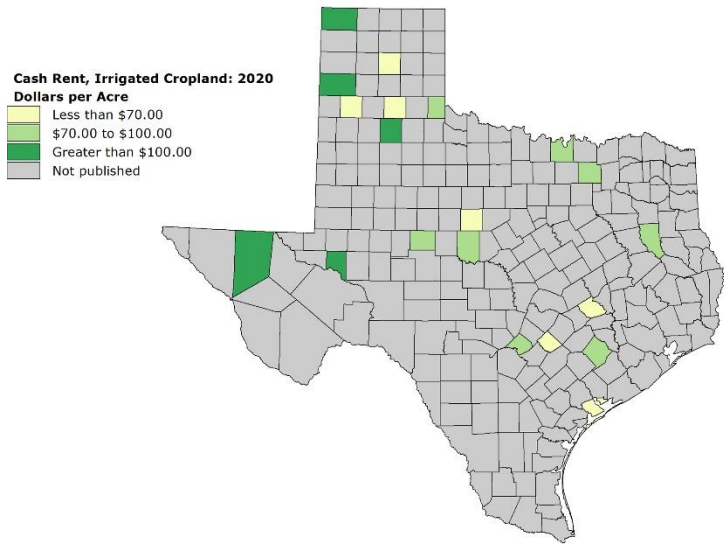 Cash Rent, Irrigated Cropland: 2020
Dollars per Acre
Less than $70.00
$70.00 to $100.00
Greater than $100.00
Not published